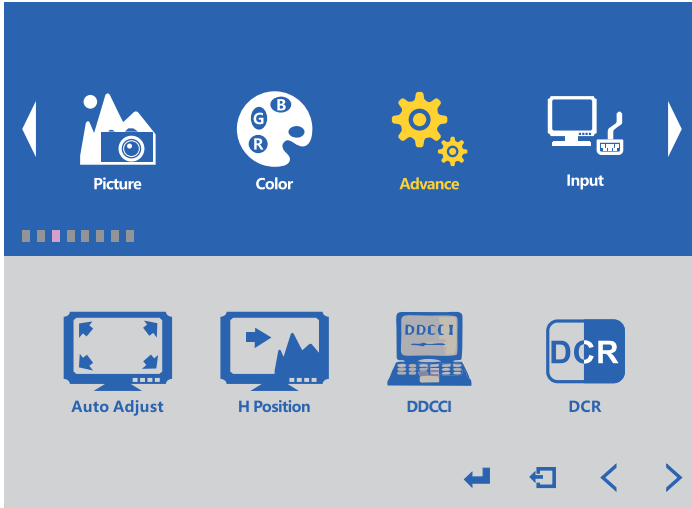 B
G
R
Picture Color Advance Input
DDCCI
DCR
Auto Adjust H Position DDCCI DCR